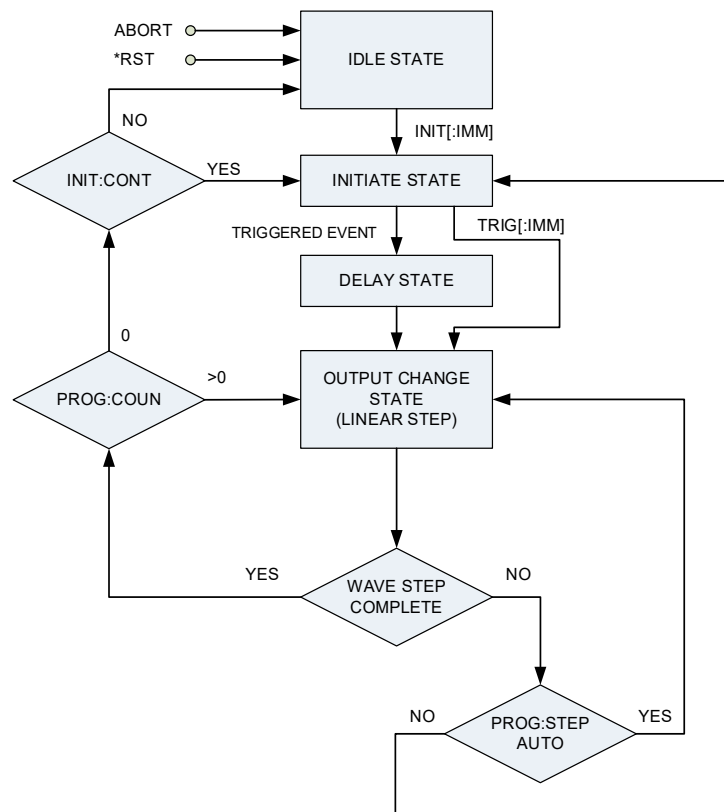 ABORT
*RST
IDLE STATE
NO
INIT[:IMM]
INIT:CONT
YES
INITIATE STATE
TRIGGERED EVENT
TRIG[:IMM]
DELAY STATE
0
>0
PROG:COUN
OUTPUT CHANGE
STATE
(LINEAR STEP)
YES
NO
WAVE STEP
COMPLETE
NO
YES
PROG:STEP
AUTO